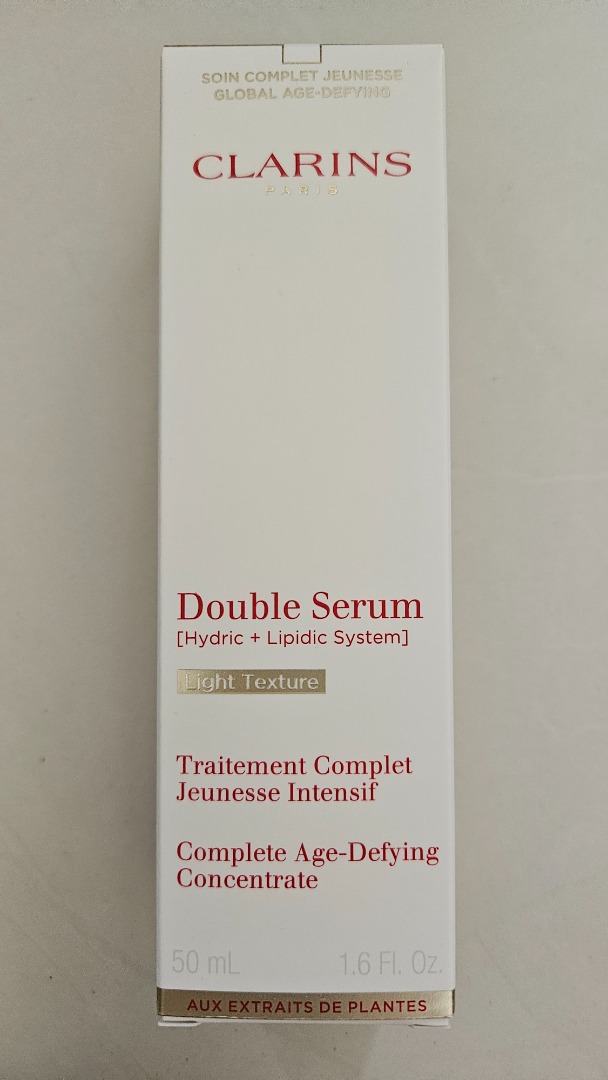 SOIN COMPLET JEUNESSE
GLOBAL AGE-DEFYING
CLARINS
PARIS
Double Serum
[Hydric + Lipidic System]
Light Texture
Traitement Complet
Jeunesse Intensif
Complete Age-Defying
Concentrate
50 mL 1.6 Fl. Oz.
AUX EXTRAITS DE PLANTES